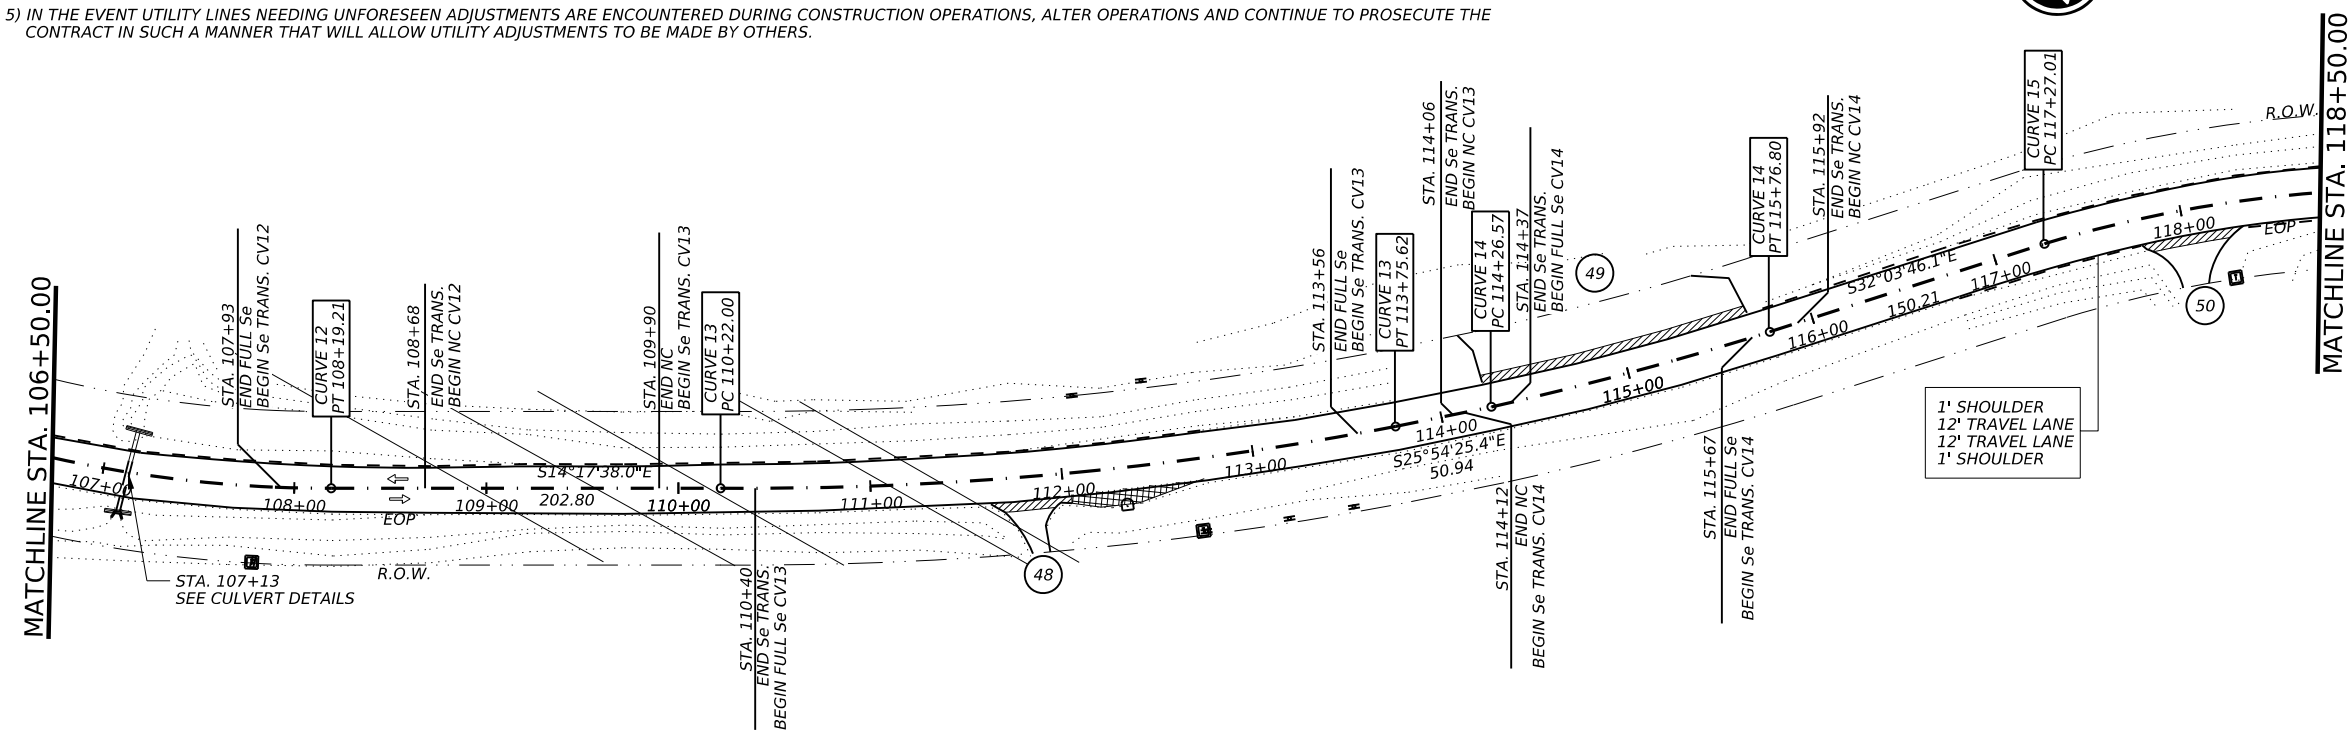 5) IN THE EVENT UTILITY LINES NEEDING UNFORESEEN ADJUSTMENTS ARE ENCOUNTERED DURING CONSTRUCTION OPERATIONS, ALTER OPERATIONS AND CONTINUE TO PROSECUTE THE
CONTRACT IN SUCH A MANNER THAT WILL ALLOW UTILITY ADJUSTMENTS TO BE MADE BY OTHERS.
MATCHLINE STA. 106+50.00
107+00
STA. 107+13
SEE CULVERT DETAILS
STA. 107+93
END FULL Se
BEGIN Se TRANS. CV12
108+00
CURVE 12
PT 108+19.21
STA. 108+68
END Se TRANS.
BEGIN NC CV12
EOP
R.O.W.
109+00
S14°17'38.0"E
202.80
STA. 109+90
END NC
BEGIN Se TRANS. CV13
110+00
CURVE 13
PC 110+22.00
STA. 110+40
END Se TRANS.
BEGIN FULL Se CV13
111+00
112+00
48
113+00
STA. 113+56
END FULL Se
BEGIN Se TRANS. CV13
CURVE 13
PT 113+75.62
114+00
S25°54'25.4"E
50.94
STA. 114+06
END Se TRANS.
BEGIN NC CV13
STA. 114+12
END NC
BEGIN Se TRANS. CV14
CURVE 14
PC 114+26.57
STA. 114+37
END Se TRANS.
BEGIN FULL Se CV14
49
115+00
STA. 115+67
END FULL Se
BEGIN Se TRANS. CV14
CURVE 14
PT 115+76.80
STA. 115+92
END Se TRANS.
BEGIN NC CV14
116+00
S32°03'46.1"E
150.21
117+00
CURVE 15
PC 117+27.01
1' SHOULDER
12' TRAVEL LANE
12' TRAVEL LANE
1' SHOULDER
118+00
50
EOP
R.O.W.
MATCHLINE STA. 118+50.00